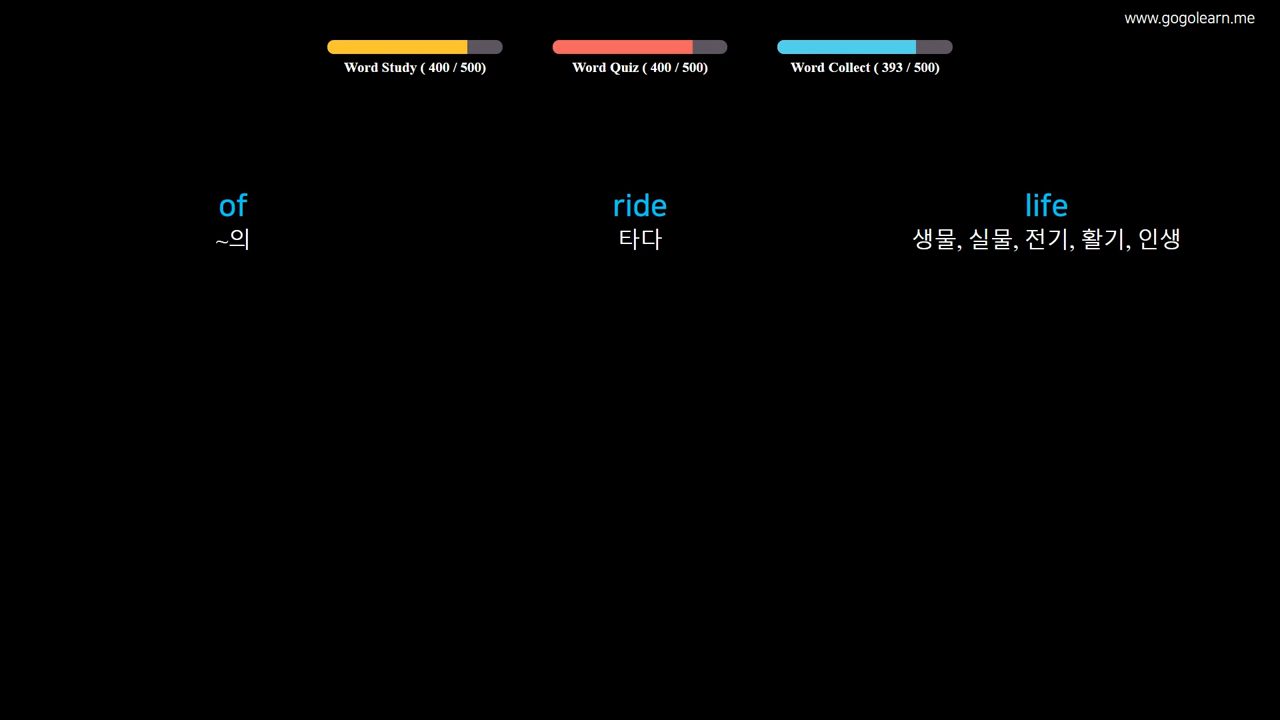 www.gogolearn.me
Word Study ( 400 / 500)
Word Quiz ( 400 / 500)
Word Collect ( 393 / 500)
of
~의
ride
타다
life
생물, 실물, 전기, 활기, 인생